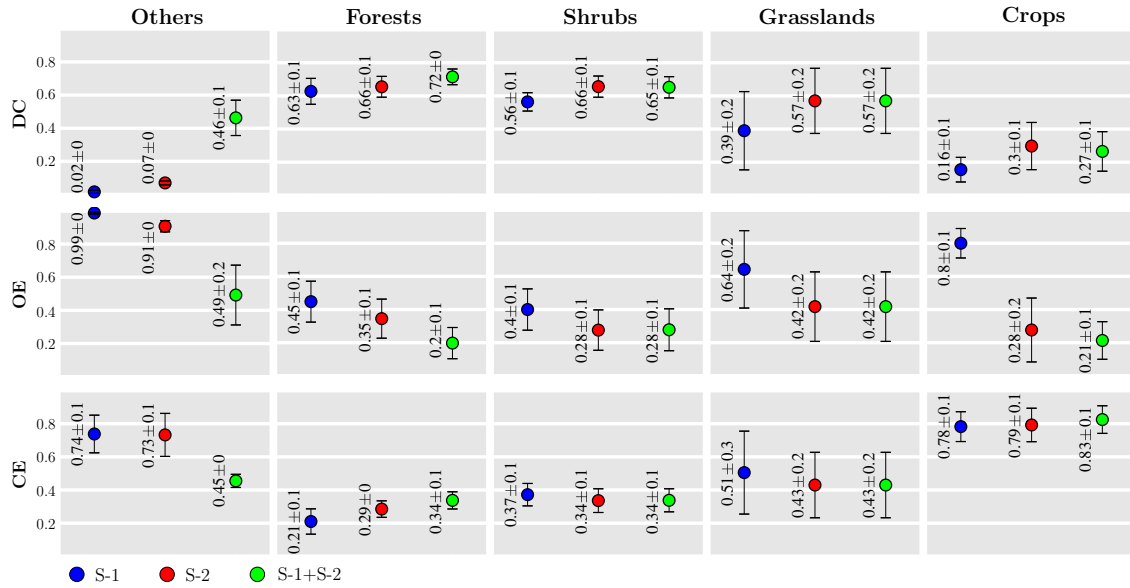 Others Forests Shrubs Grasslands Crops
DC
0.8
0.6
0.4
0.2
0.02±0 0.07±0 0.46±0.1 0.63±0.1 0.66±0.1 0.72±0 0.56±0.1 0.66±0.1 0.65±0.1 0.39±0.2 0.57±0.2 0.57±0.2 0.16±0.1 0.3±0.1 0.27±0.1
OE
0.8
0.6
0.4
0.2
0.99±0 0.91±0 0.49±0.2 0.45±0.1 0.35±0.1 0.2±0.1 0.4±0.1 0.28±0.1 0.28±0.1 0.64±0.2 0.42±0.2 0.42±0.2 0.8±0.1 0.28±0.2 0.21±0.1
CE
0.8
0.6
0.4
0.2
0.74±0.1 0.73±0.1 0.45±0 0.21±0.1 0.29±0 0.34±0.1 0.37±0.1 0.34±0.1 0.34±0.1 0.51±0.3 0.43±0.2 0.43±0.2 0.78±0.1 0.79±0.1 0.83±0.1
S-1 S-2 S-1+S-2